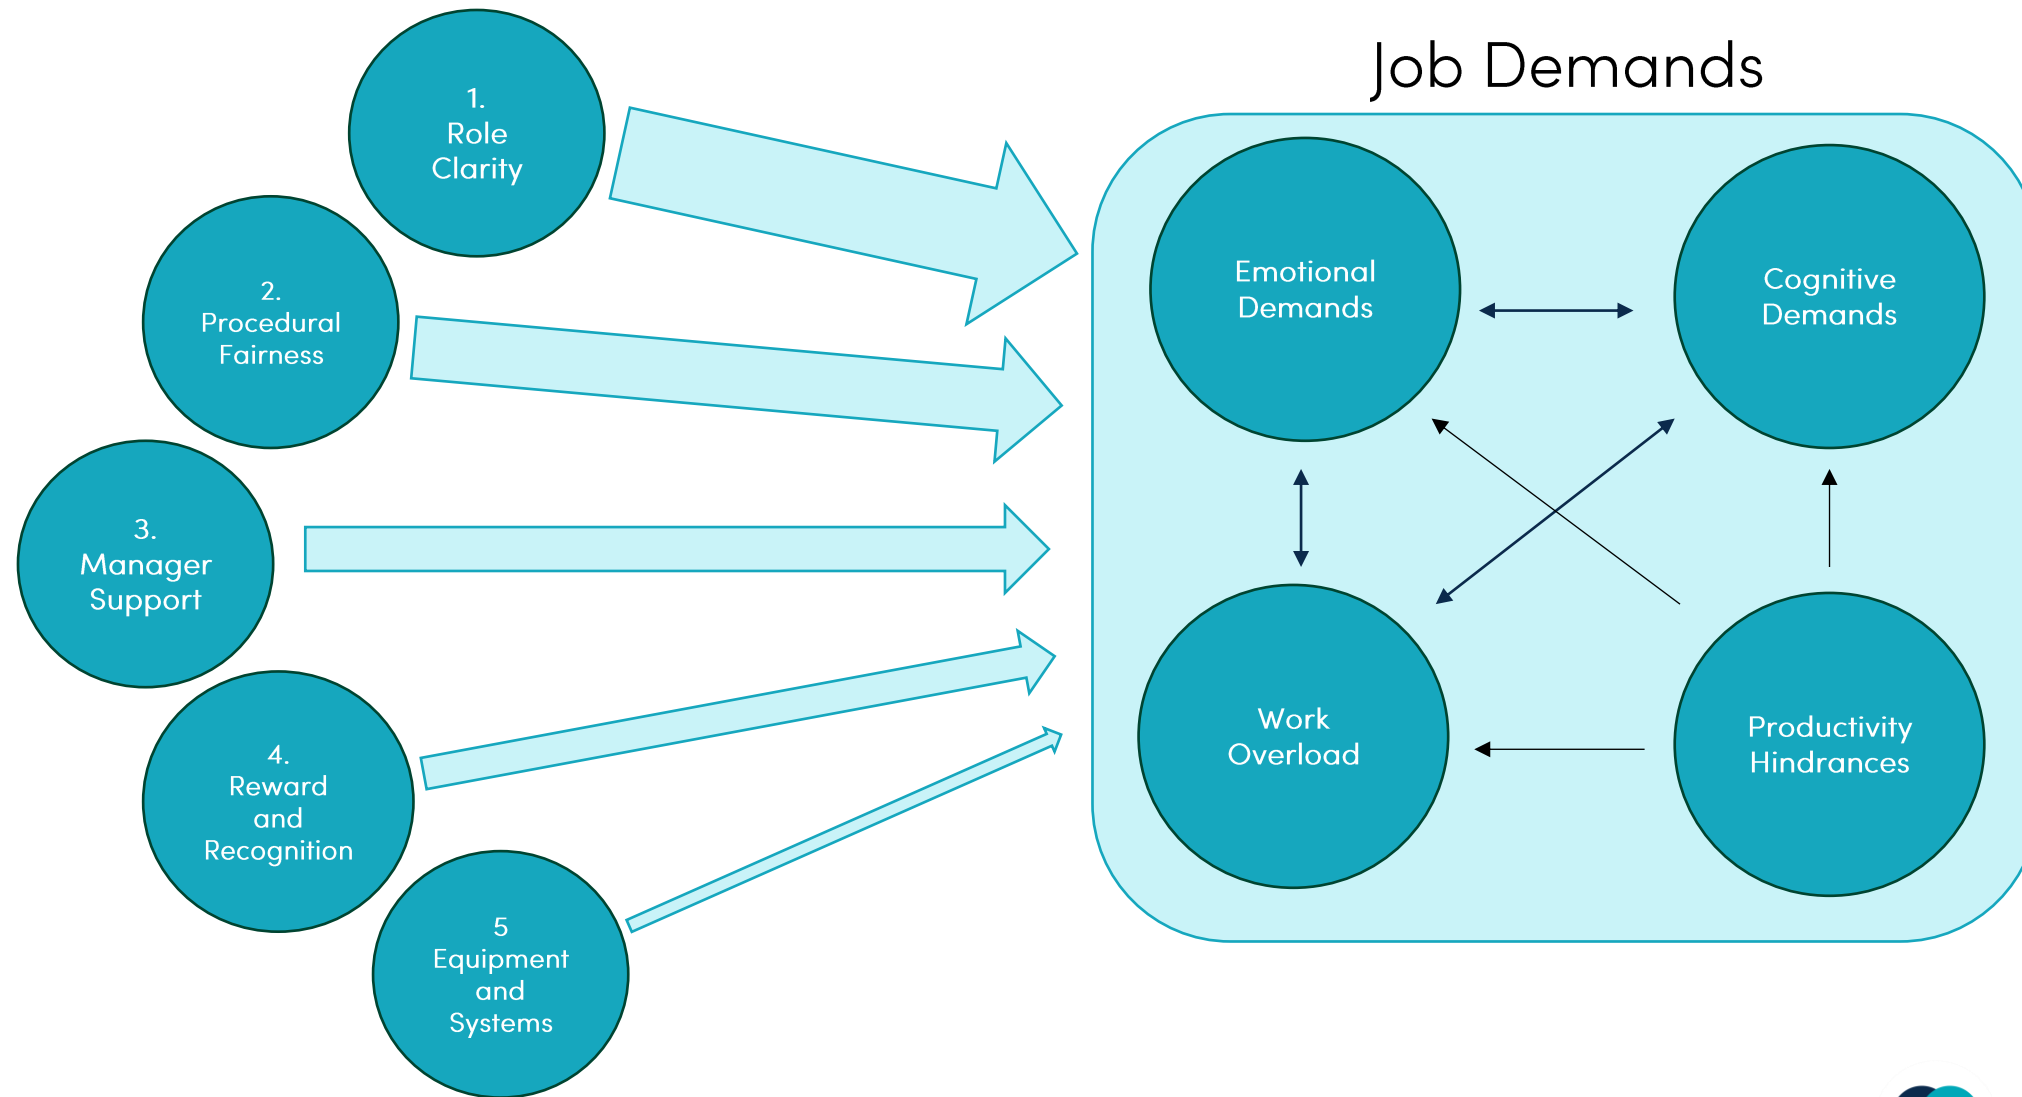 Job Demands
1.
Role
Clarity
2.
Procedural
Fairness
3.
Manager
Support
4.
Reward
and
Recognition
5
Equipment
and
Systems
Emotional
Demands
Cognitive
Demands
Work
Overload
Productivity
Hindrances